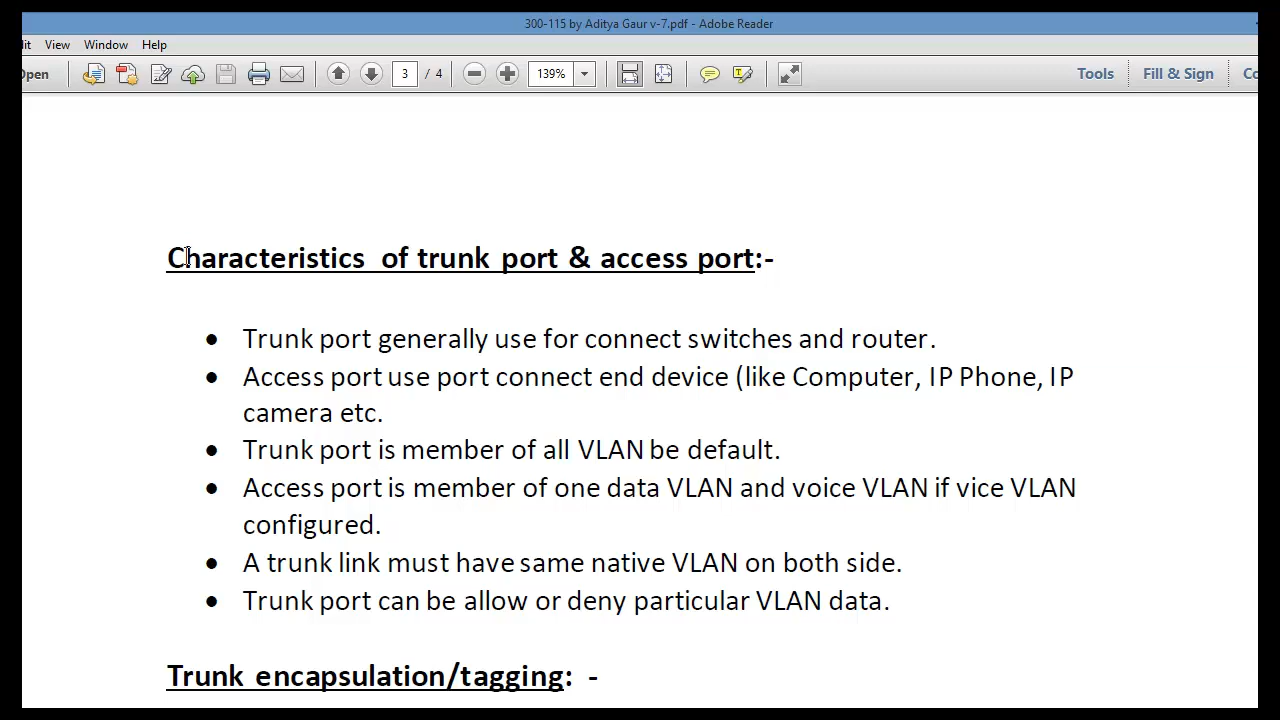 300-115 by Aditya Gaur v-7.pdf - Adobe Reader
dit View Window Help
Open 3 / 4 139% Tools Fill & Sign Co
Characteristics of trunk port & access port:-
• Trunk port generally use for connect switches and router.
• Access port use port connect end device (like Computer, IP Phone, IP
camera etc.
• Trunk port is member of all VLAN be default.
• Access port is member of one data VLAN and voice VLAN if vice VLAN
configured.
• A trunk link must have same native VLAN on both side.
• Trunk port can be allow or deny particular VLAN data.
Trunk encapsulation/tagging: -